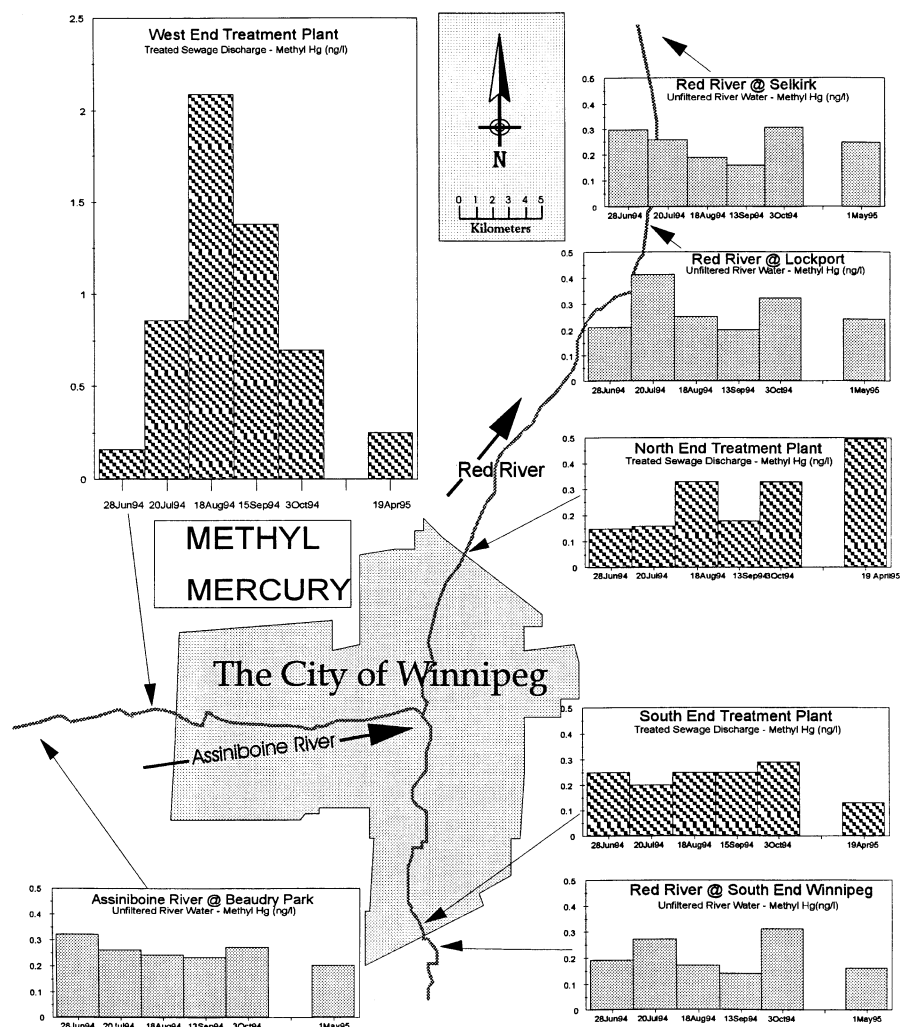 West End Treatment Plant
Treated Sewage Discharge - Methyl Hg (ng/l)
2.5
2
1.5
1
0.5
0
28Jun94 20Jul94 18Aug94 15Sep94 3Oct94 19Apr95
N
0 1 2 3 4 5
Kilometers
Red River @ Selkirk
Unfiltered River Water - Methyl Hg (ng/l)
0.5
0.4
0.3
0.2
0.1
0
28Jun94 20Jul94 18Aug94 13Sep94 3Oct94 1May95
Red River @ Lockport
Unfiltered River Water - Methyl Hg (ng/l)
0.5
0.4
0.3
0.2
0.1
0
28Jun94 20Jul94 18Aug94 13Sep94 3Oct94 1May95
Red River
North End Treatment Plant
Treated Sewage Discharge - Methyl Hg (ng/l)
0.5
0.4
0.3
0.2
0.1
0
28Jun94 20Jul94 18Aug94 13Sep94 3Oct94 19 April95
METHYL
MERCURY
The City of Winnipeg
Assiniboine River
South End Treatment Plant
Treated Sewage Discharge - Methyl Hg (ng/l)
0.5
0.4
0.3
0.2
0.1
0
28Jun94 20Jul94 18Aug94 15Sep94 3Oct94 19Apr95
Assiniboine River @ Beaudry Park
Unfiltered River Water - Methyl Hg (ng/l)
0.5
0.4
0.3
0.2
0.1
0
28Jun94 20Jul94 18Aug94 13Sep94 3Oct94 1May95
Red River @ South End Winnipeg
Unfiltered River Water - Methyl Hg(ng/l)
0.5
0.4
0.3
0.2
0.1
0
28Jun94 20Jul94 18Aug94 13Sep94 3Oct94 1May95